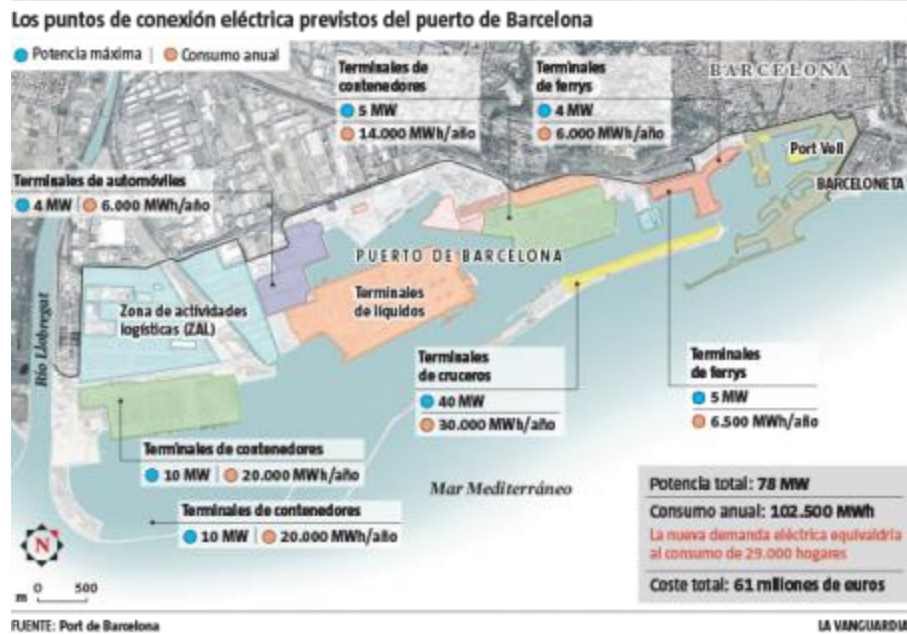 Los puntos de conexión eléctrica previstos del puerto de Barcelona
Potencia máxima | Consumo anual
Terminales de
contenedores
5 MW
14.000 MWh/año
Terminales
de ferrys
4 MW
6.000 MWh/año
BARCELONA
Port Vell
BARCELONETA
Terminales de automóviles
4 MW | 6.000 MWh/año
PUERTO DE BARCELONA
Zona de actividades
logísticas (ZAL)
Terminales
de líquidos
Río Llobregat
Terminales
de cruceros
40 MW
30.000 MWh/año
Terminales
de ferrys
5 MW
6.500 MWh/año
Terminales de contenedores
10 MW | 20.000 MWh/año
Mar Mediterráneo
Terminales de contenedores
10 MW | 20.000 MWh/año
Potencia total: 78 MW
Consumo anual: 102.500 MWh
La nueva demanda eléctrica equivaldría
al consumo de 29.000 hogares
Coste total: 61 millones de euros
N
0 500
m
FUENTE: Port de Barcelona
LA VANGUARDIA